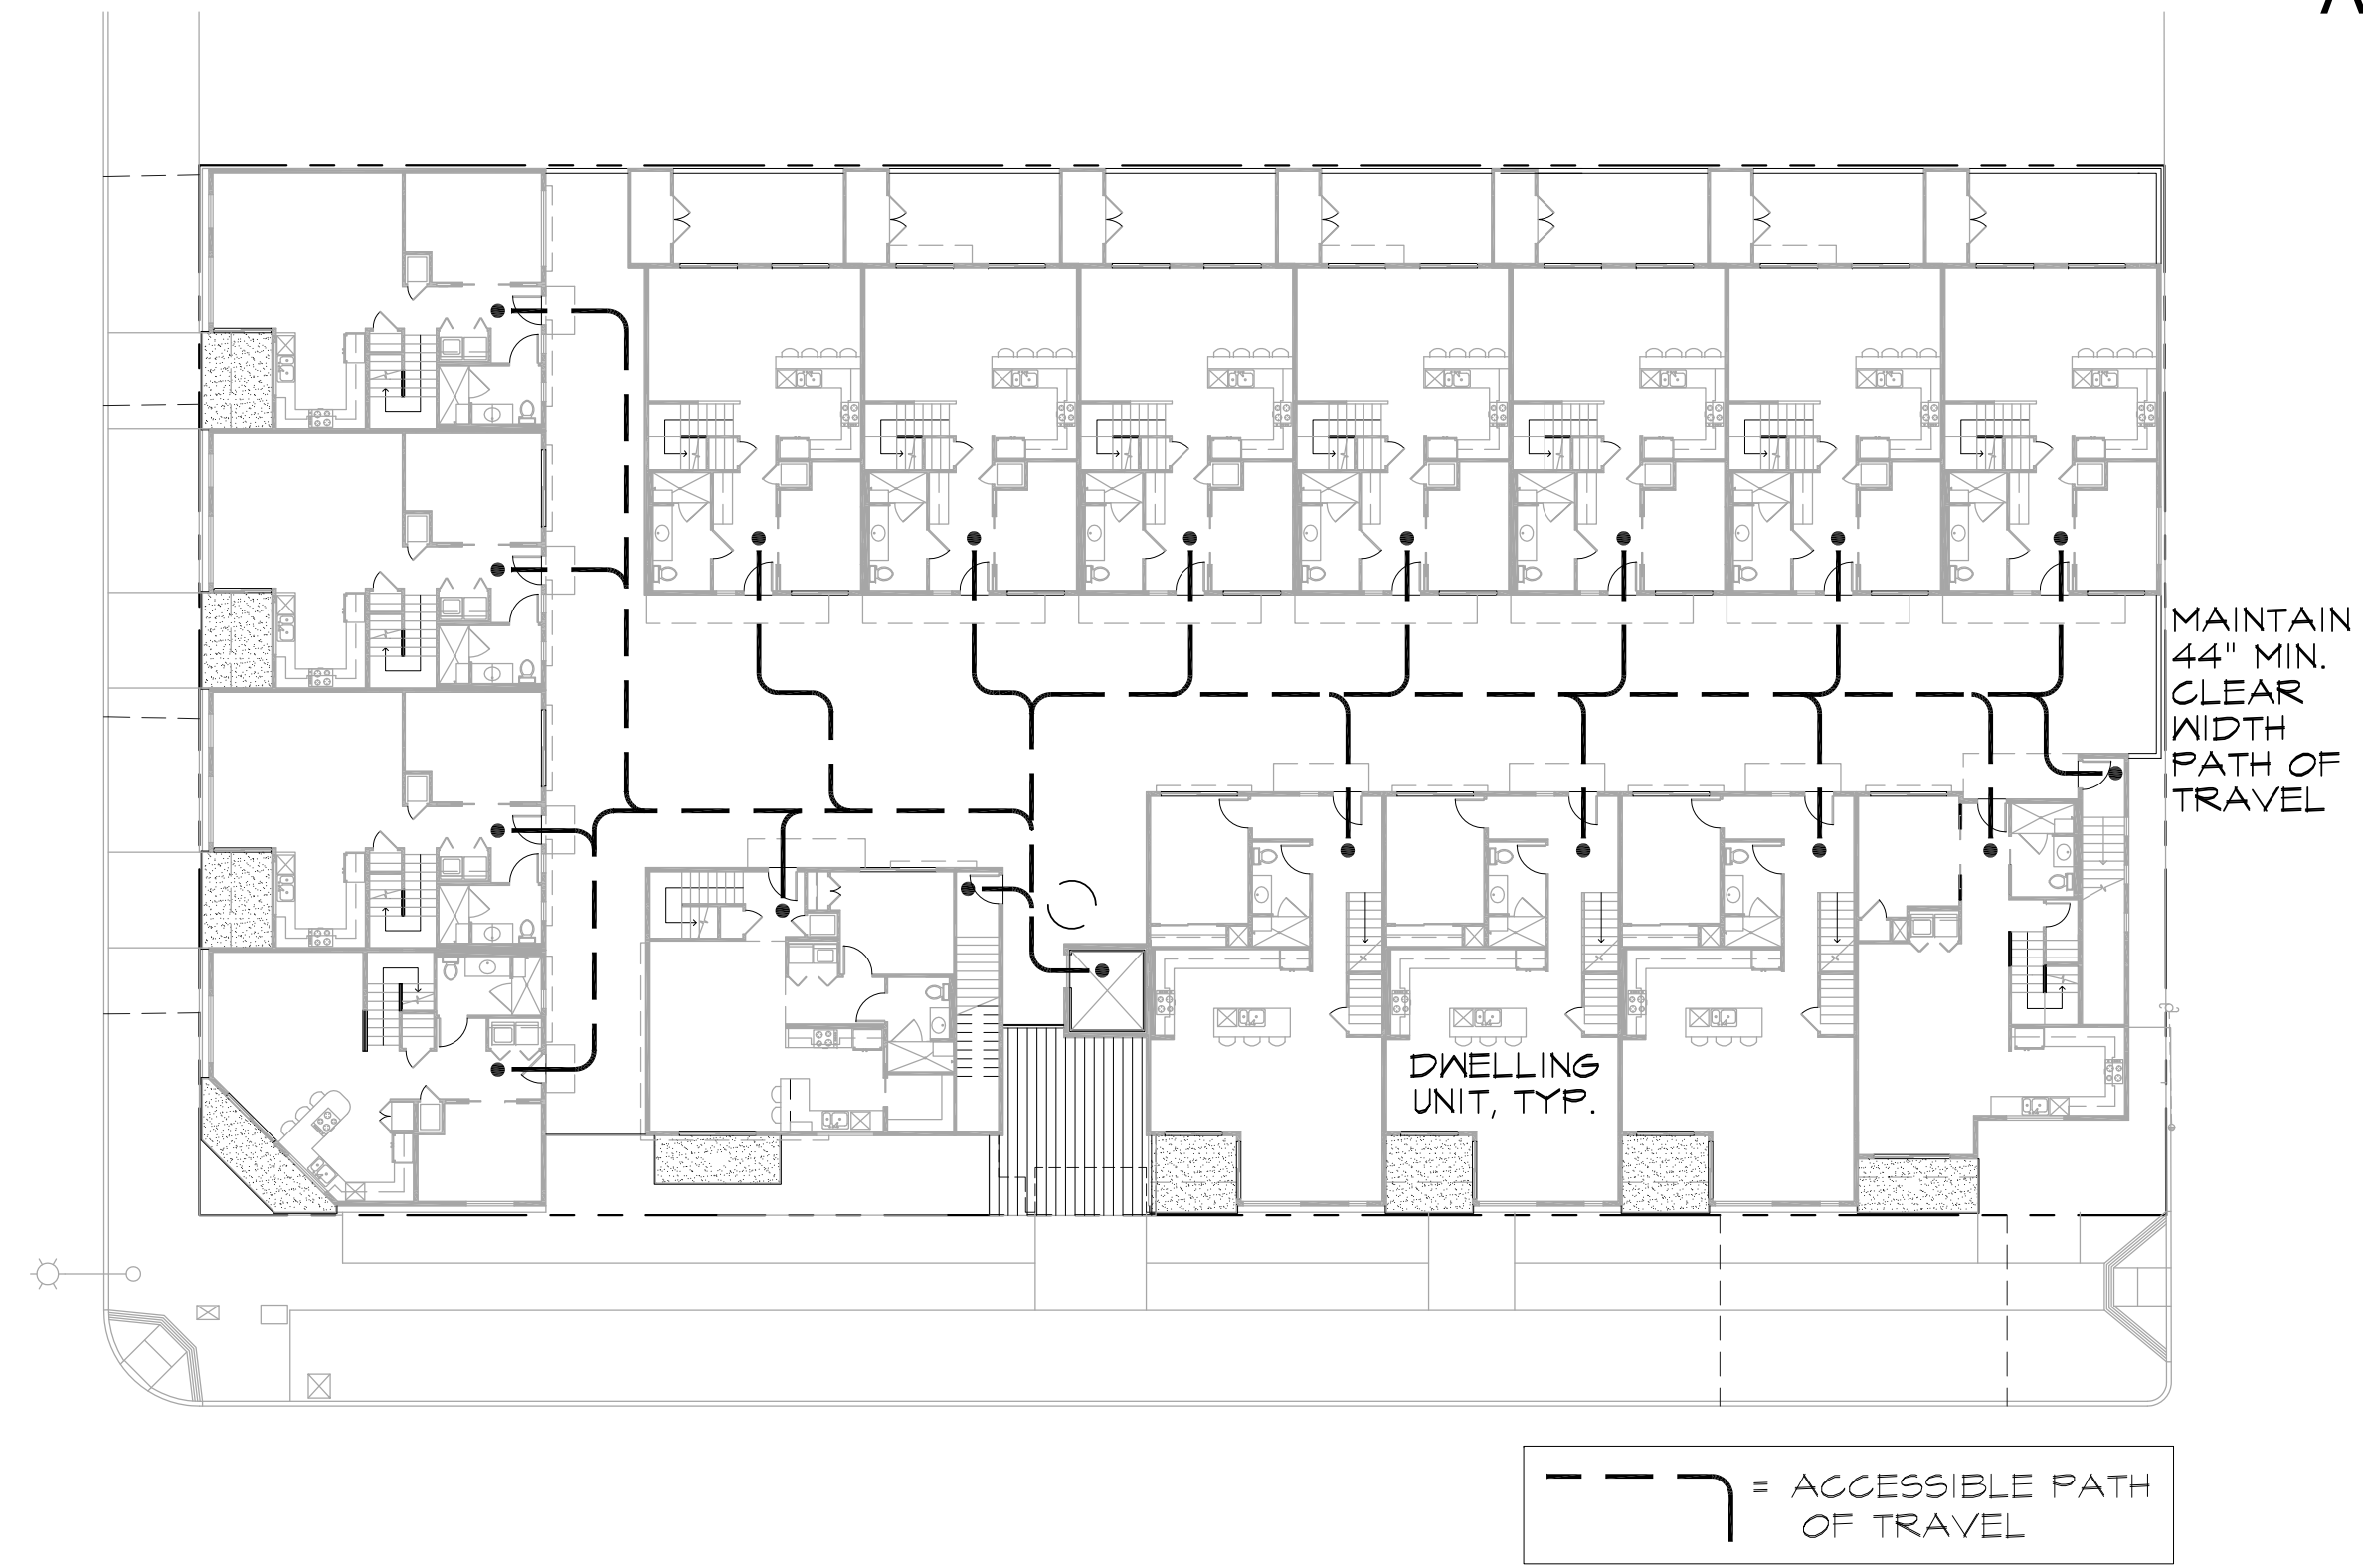 MAINTAIN
44" MIN.
CLEAR
WIDTH
PATH OF
TRAVEL
DWELLING
UNIT, TYP.
= ACCESSIBLE PATH
OF TRAVEL